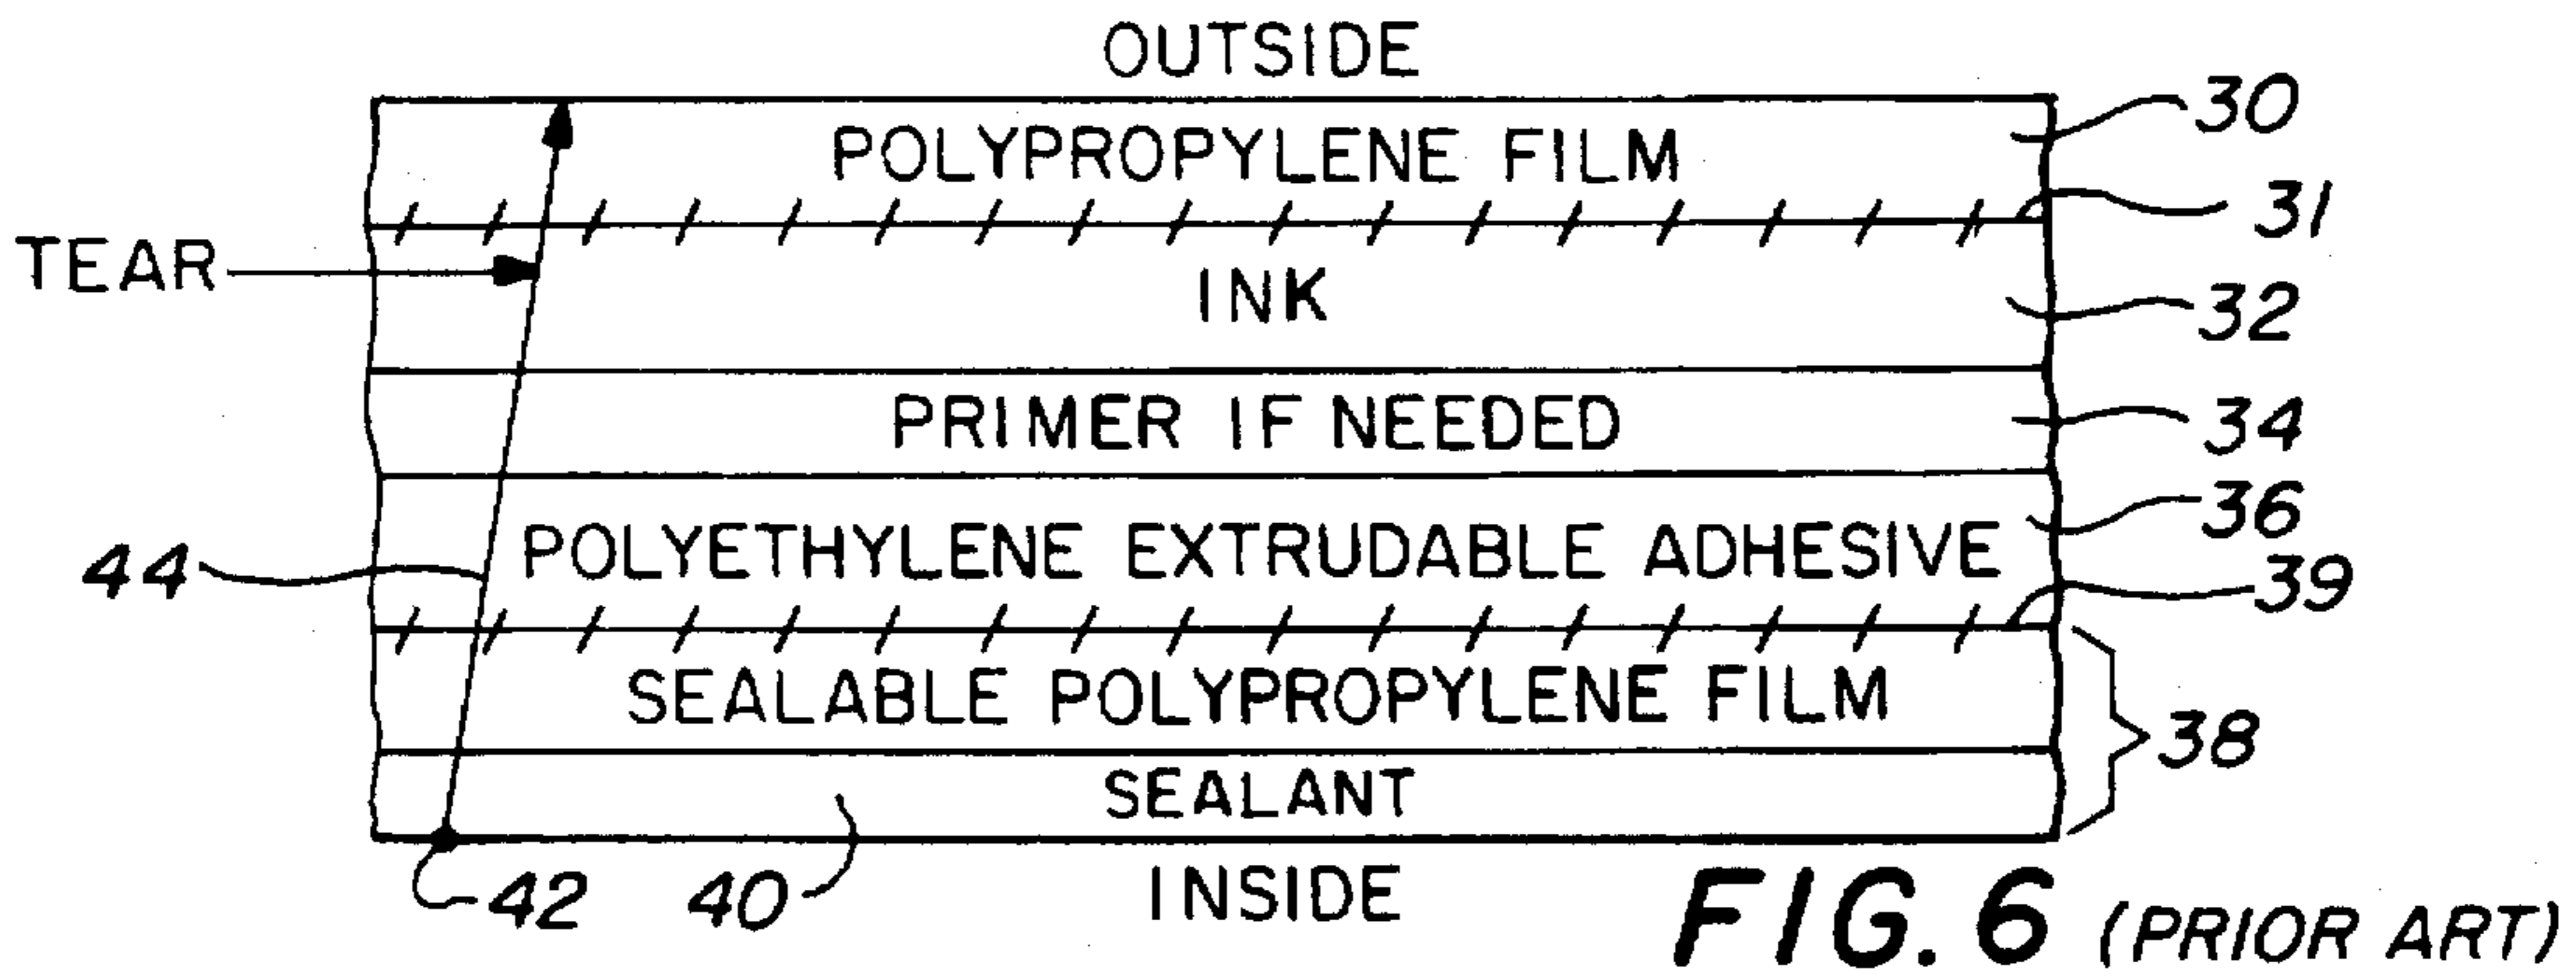 OUTSIDE
POLYPROPYLENE FILM
30
31
TEAR
INK
32
PRIMER IF NEEDED
34
36
POLYETHYLENE EXTRUDABLE ADHESIVE
44
39
SEALABLE POLYPROPYLENE FILM
38
SEALANT
42
40
INSIDE
FIG. 6 (PRIOR ART)